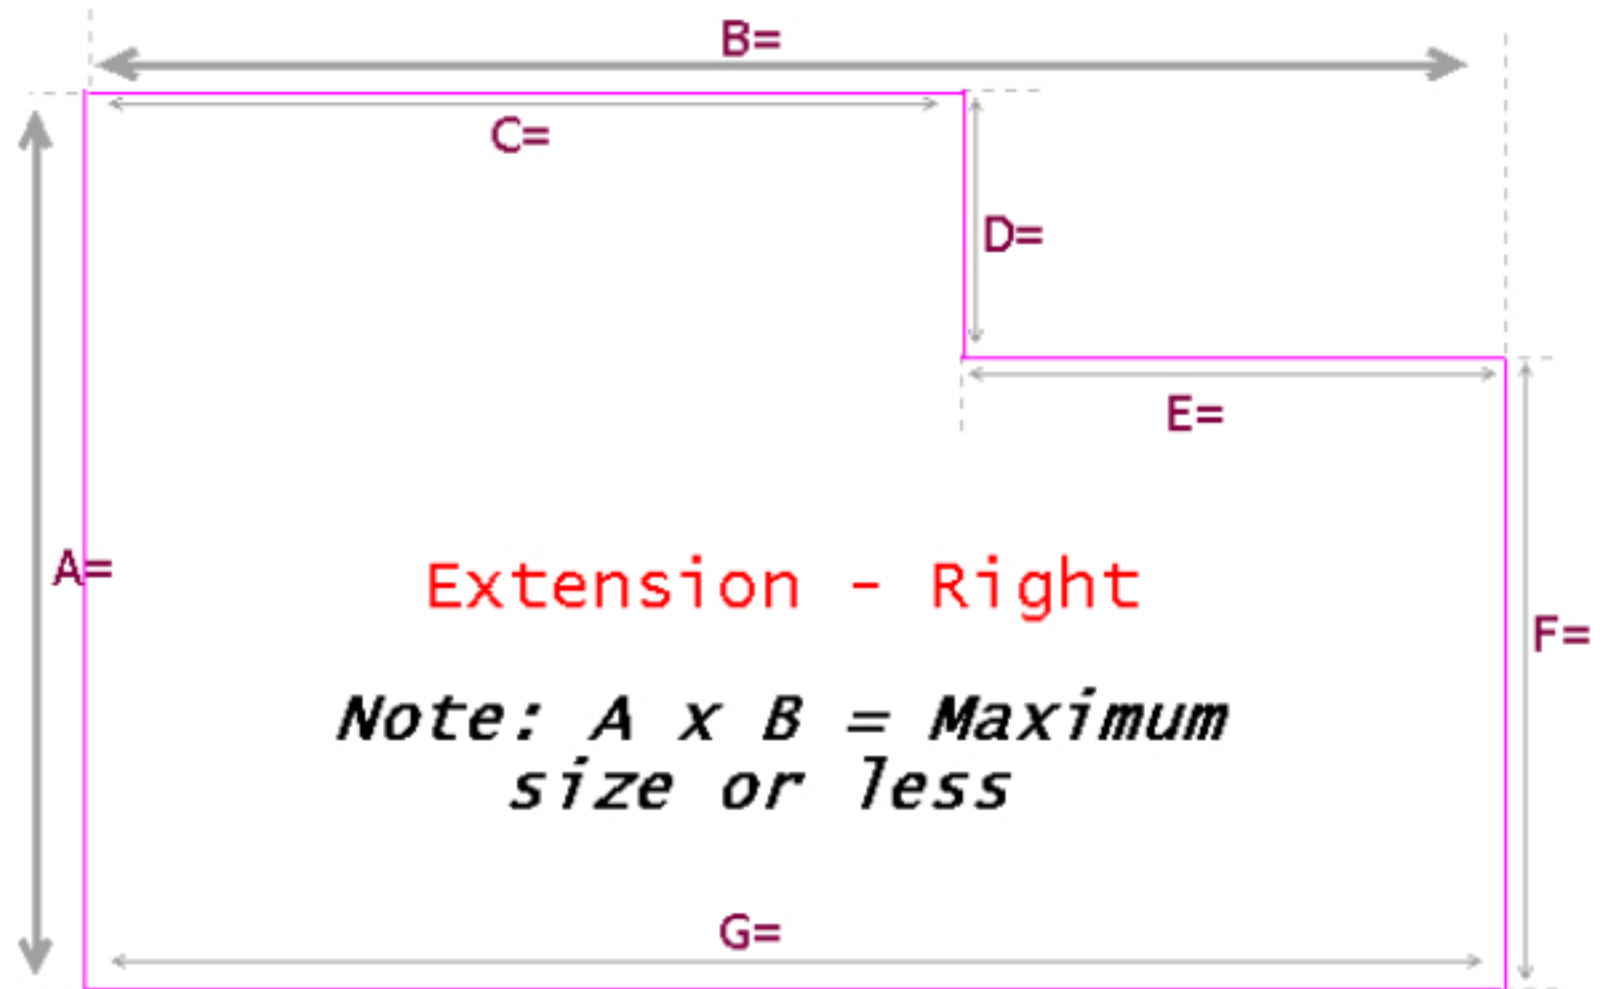 B=
C=
D=
E=
A=
Extension - Right
F=
Note: A x B = Maximum
size or less
G=